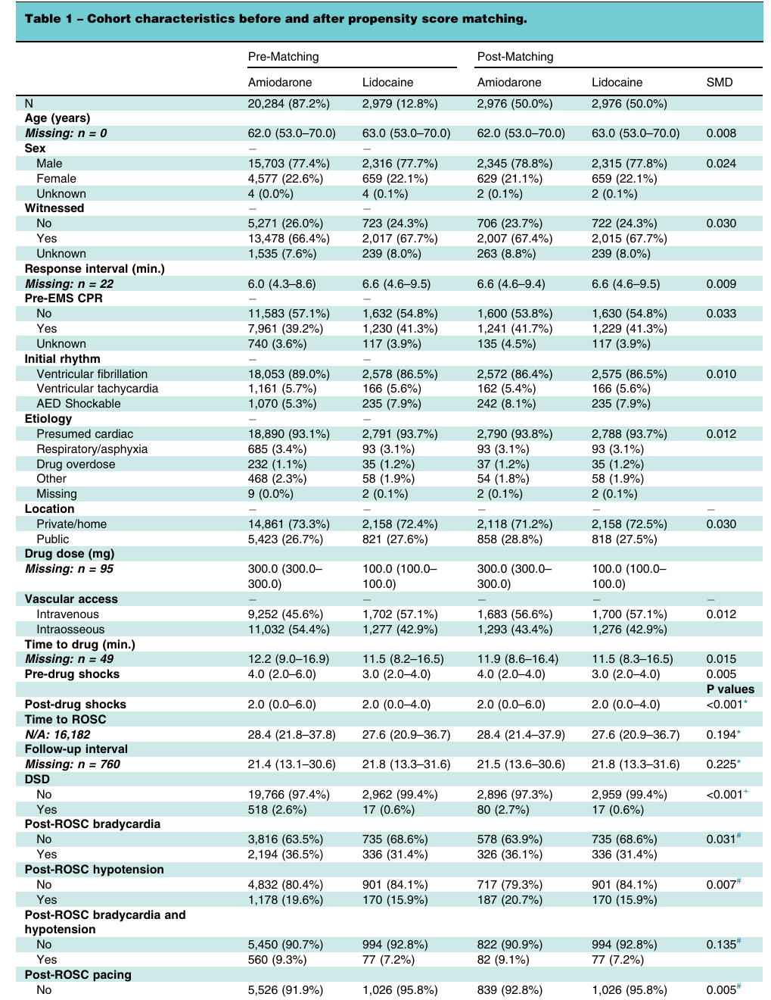 Table 1 – Cohort characteristics before and after propensity score matching.
Pre-Matching Post-Matching
Amiodarone Lidocaine Amiodarone Lidocaine SMD
N 20,284 (87.2%) 2,979 (12.8%) 2,976 (50.0%) 2,976 (50.0%)
Age (years)
Missing: n = 0 62.0 (53.0–70.0) 63.0 (53.0–70.0) 62.0 (53.0–70.0) 63.0 (53.0–70.0) 0.008
Sex – –
Male 15,703 (77.4%) 2,316 (77.7%) 2,345 (78.8%) 2,315 (77.8%) 0.024
Female 4,577 (22.6%) 659 (22.1%) 629 (21.1%) 659 (22.1%)
Unknown 4 (0.0%) 4 (0.1%) 2 (0.1%) 2 (0.1%)
Witnessed – –
No 5,271 (26.0%) 723 (24.3%) 706 (23.7%) 722 (24.3%) 0.030
Yes 13,478 (66.4%) 2,017 (67.7%) 2,007 (67.4%) 2,015 (67.7%)
Unknown 1,535 (7.6%) 239 (8.0%) 263 (8.8%) 239 (8.0%)
Response interval (min.)
Missing: n = 22 6.0 (4.3–8.6) 6.6 (4.6–9.5) 6.6 (4.6–9.4) 6.6 (4.6–9.5) 0.009
Pre-EMS CPR – –
No 11,583 (57.1%) 1,632 (54.8%) 1,600 (53.8%) 1,630 (54.8%) 0.033
Yes 7,961 (39.2%) 1,230 (41.3%) 1,241 (41.7%) 1,229 (41.3%)
Unknown 740 (3.6%) 117 (3.9%) 135 (4.5%) 117 (3.9%)
Initial rhythm – –
Ventricular fibrillation 18,053 (89.0%) 2,578 (86.5%) 2,572 (86.4%) 2,575 (86.5%) 0.010
Ventricular tachycardia 1,161 (5.7%) 166 (5.6%) 162 (5.4%) 166 (5.6%)
AED Shockable 1,070 (5.3%) 235 (7.9%) 242 (8.1%) 235 (7.9%)
Etiology – –
Presumed cardiac 18,890 (93.1%) 2,791 (93.7%) 2,790 (93.8%) 2,788 (93.7%) 0.012
Respiratory/asphyxia 685 (3.4%) 93 (3.1%) 93 (3.1%) 93 (3.1%)
Drug overdose 232 (1.1%) 35 (1.2%) 37 (1.2%) 35 (1.2%)
Other 468 (2.3%) 58 (1.9%) 54 (1.8%) 58 (1.9%)
Missing 9 (0.0%) 2 (0.1%) 2 (0.1%) 2 (0.1%)
Location – – – – –
Private/home 14,861 (73.3%) 2,158 (72.4%) 2,118 (71.2%) 2,158 (72.5%) 0.030
Public 5,423 (26.7%) 821 (27.6%) 858 (28.8%) 818 (27.5%)
Drug dose (mg)
Missing: n = 95 300.0 (300.0– 100.0 (100.0– 300.0 (300.0– 100.0 (100.0–
300.0) 100.0) 300.0) 100.0)
Vascular access – – – – –
Intravenous 9,252 (45.6%) 1,702 (57.1%) 1,683 (56.6%) 1,700 (57.1%) 0.012
Intraosseous 11,032 (54.4%) 1,277 (42.9%) 1,293 (43.4%) 1,276 (42.9%)
Time to drug (min.)
Missing: n = 49 12.2 (9.0–16.9) 11.5 (8.2–16.5) 11.9 (8.6–16.4) 11.5 (8.3–16.5) 0.015
Pre-drug shocks 4.0 (2.0–6.0) 3.0 (2.0–4.0) 4.0 (2.0–4.0) 3.0 (2.0–4.0) 0.005
P values
Post-drug shocks 2.0 (0.0–6.0) 2.0 (0.0–4.0) 2.0 (0.0–6.0) 2.0 (0.0–4.0) <0.001*
Time to ROSC
N/A: 16,182 28.4 (21.8–37.8) 27.6 (20.9–36.7) 28.4 (21.4–37.9) 27.6 (20.9–36.7) 0.194*
Follow-up interval
Missing: n = 760 21.4 (13.1–30.6) 21.8 (13.3–31.6) 21.5 (13.6–30.6) 21.8 (13.3–31.6) 0.225*
DSD
No 19,766 (97.4%) 2,962 (99.4%) 2,896 (97.3%) 2,959 (99.4%) <0.001+
Yes 518 (2.6%) 17 (0.6%) 80 (2.7%) 17 (0.6%)
Post-ROSC bradycardia
No 3,816 (63.5%) 735 (68.6%) 578 (63.9%) 735 (68.6%) 0.031#
Yes 2,194 (36.5%) 336 (31.4%) 326 (36.1%) 336 (31.4%)
Post-ROSC hypotension
No 4,832 (80.4%) 901 (84.1%) 717 (79.3%) 901 (84.1%) 0.007#
Yes 1,178 (19.6%) 170 (15.9%) 187 (20.7%) 170 (15.9%)
Post-ROSC bradycardia and
hypotension
No 5,450 (90.7%) 994 (92.8%) 822 (90.9%) 994 (92.8%) 0.135#
Yes 560 (9.3%) 77 (7.2%) 82 (9.1%) 77 (7.2%)
Post-ROSC pacing
No 5,526 (91.9%) 1,026 (95.8%) 839 (92.8%) 1,026 (95.8%) 0.005#